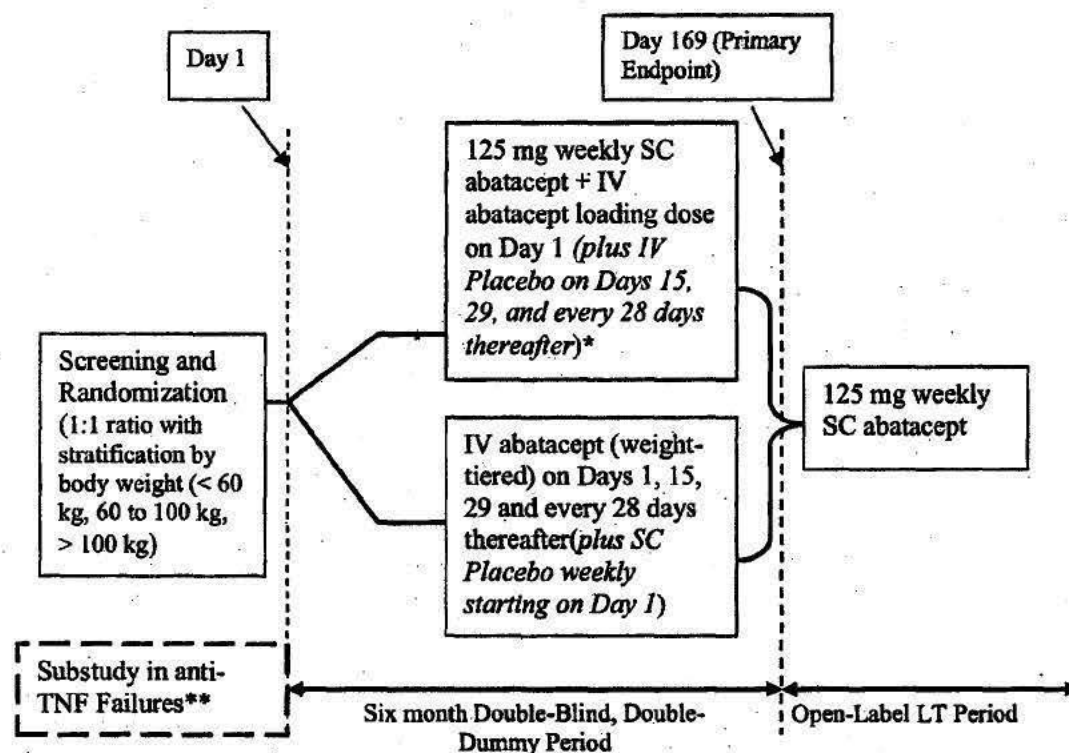 Day 1
Day 169 (Primary
Endpoint)
125 mg weekly SC
abatacept + IV
abatacept loading dose
on Day 1 (plus IV
Placebo on Days 15,
29, and every 28 days
thereafter)*
Screening and
Randomization
(1:1 ratio with
stratification by
body weight (< 60
kg, 60 to 100 kg,
> 100 kg)
IV abatacept (weight-
tiered) on Days 1, 15,
29 and every 28 days
thereafter(plus SC
Placebo weekly
starting on Day 1)
125 mg weekly
SC abatacept
Substudy in anti-
TNF Failures**
Six month Double-Blind, Double-
Dummy Period
Open-Label LT Period